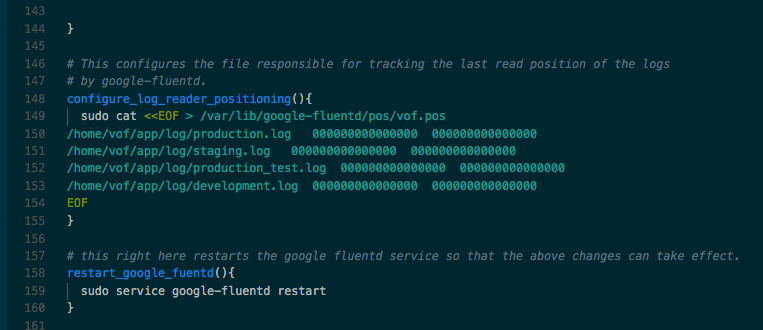 143
144 }
145
146 # This configures the file responsible for tracking the last read position of the logs
147 # by google-fluentd.
148 configure_log_reader_positioning(){
149   sudo cat <<EOF > /var/lib/google-fluentd/pos/vof.pos
150 /home/vof/app/log/production.log   000000000000000  000000000000000
151 /home/vof/app/log/staging.log   000000000000000  000000000000000
152 /home/vof/app/log/production_test.log  000000000000000  000000000000000
153 /home/vof/app/log/development.log  000000000000000  000000000000000
154 EOF
155 }
156
157 # this right here restarts the google fluentd service so that the above changes can take effect.
158 restart_google_fuentd(){
159   sudo service google-fluentd restart
160 }
161